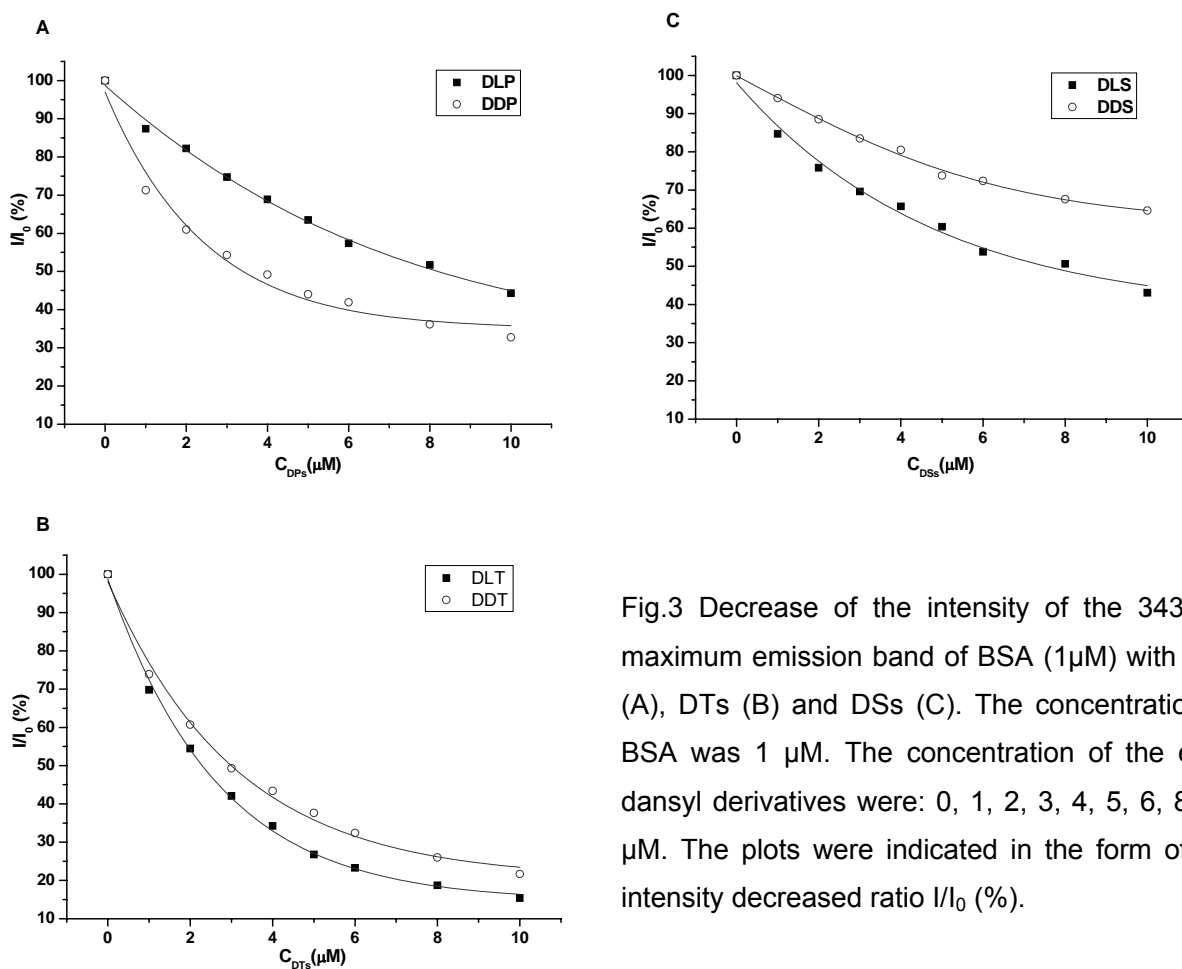 A
100
90
80
70
60
50
40
30
20
10
I/I₀ (%)
DLP
DDP
0 2 4 6 8 10
C_DPs(µM)
C
100
90
80
70
60
50
40
30
20
10
I/I₀ (%)
DLS
DDS
0 2 4 6 8 10
C_DSs(µM)
B
100
90
80
70
60
50
40
30
20
10
I/I₀ (%)
DLT
DDT
0 2 4 6 8 10
C_DTs(µM)
Fig.3 Decrease of the intensity of the 343
maximum emission band of BSA (1µM) with
(A), DTs (B) and DSs (C). The concentratio
BSA was 1 µM. The concentration of the e
dansyl derivatives were: 0, 1, 2, 3, 4, 5, 6, 8
µM. The plots were indicated in the form of
intensity decreased ratio I/I₀ (%).